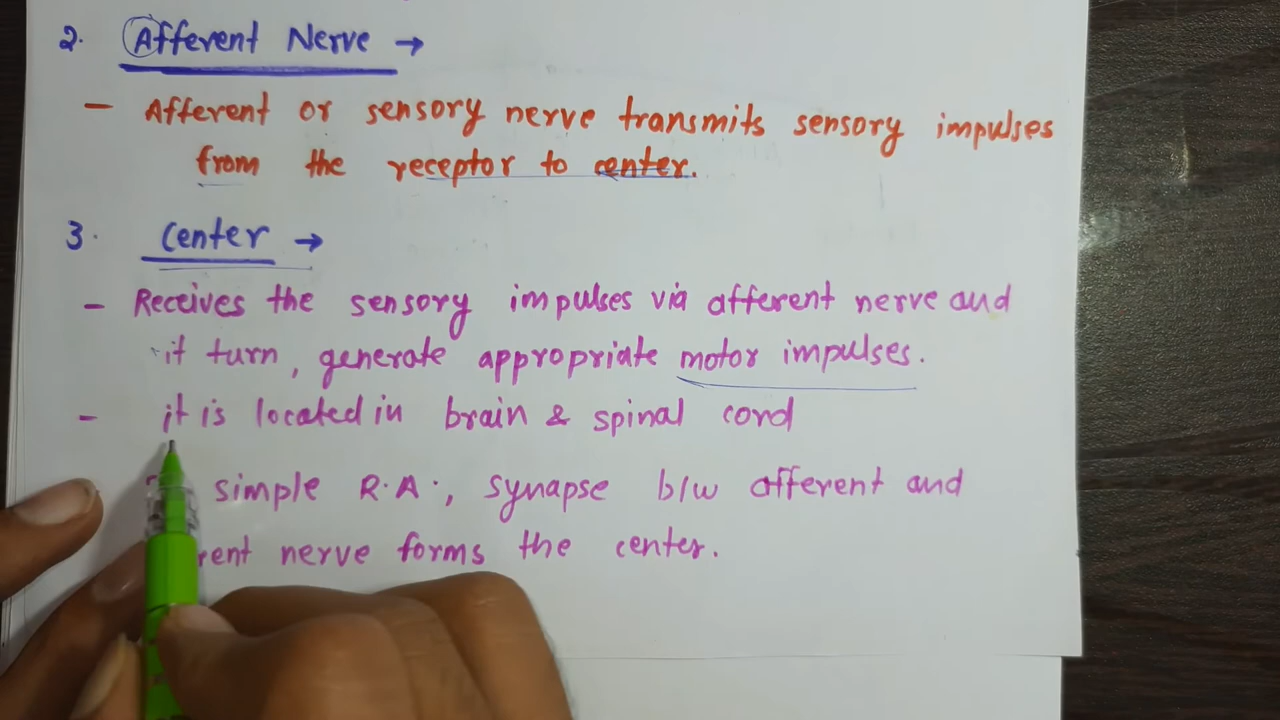 2. Afferent Nerve →
- Afferent or sensory nerve transmits sensory impulses
from the receptor to center.
3. Center →
- Receives the sensory impulses via afferent nerve and
it turn, generate appropriate motor impulses.
- it is located in brain & spinal cord
simple R.A., synapse b/w afferent and
rent nerve forms the center.